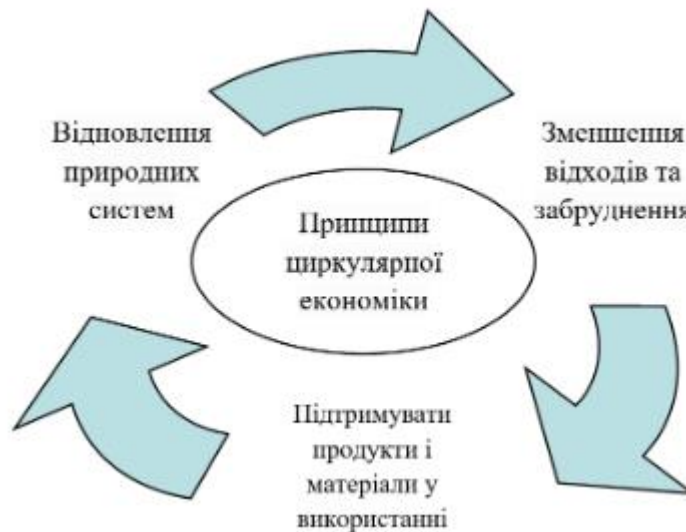 Відновлення
природних
систем
Зменшення
відходів та
забруднення
Принципи
циркулярної
економіки
Підтримувати
продукти і
матеріали у
використанні